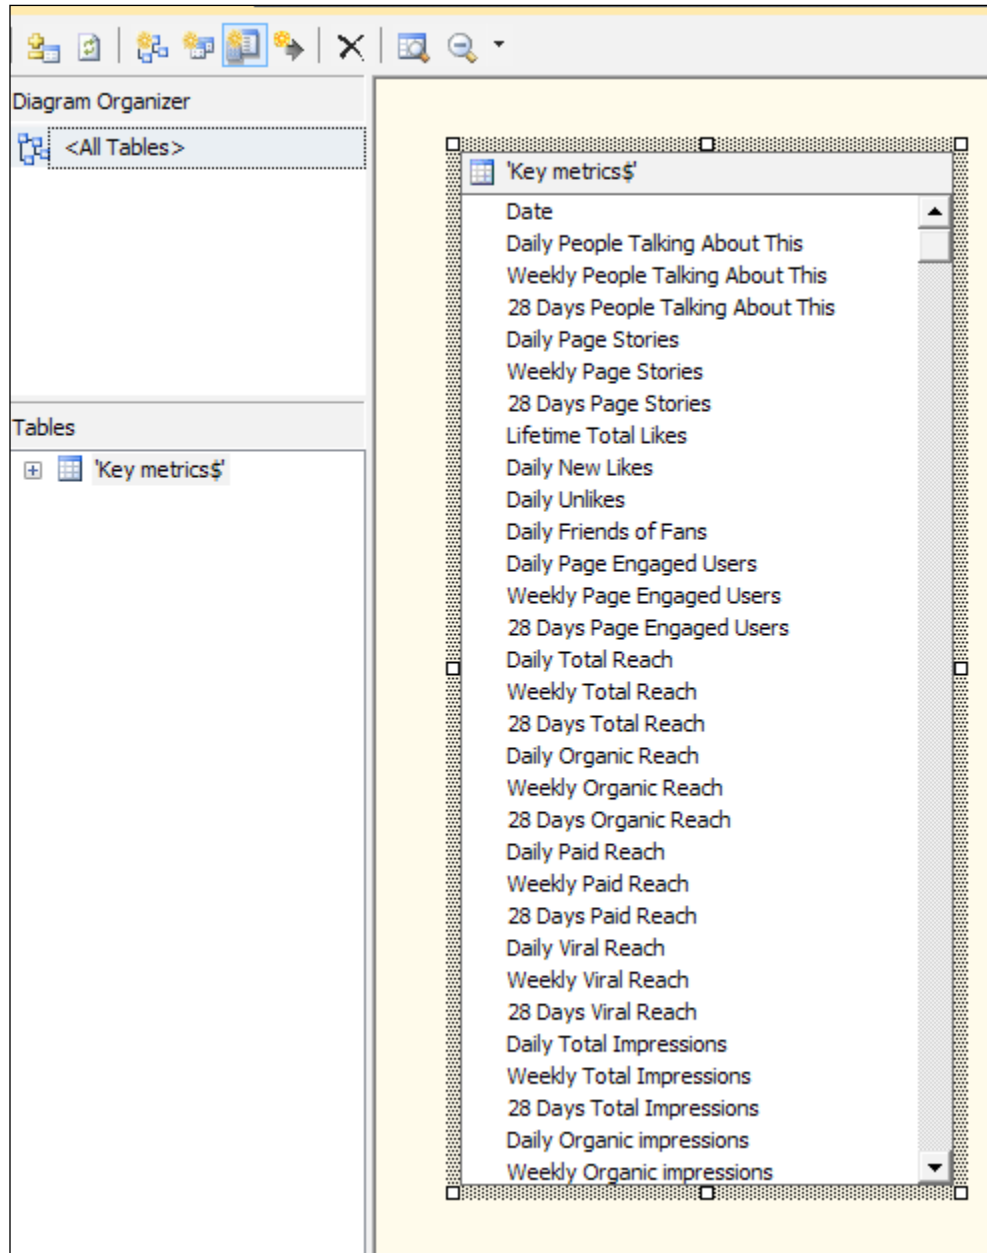 Diagram Organizer
<All Tables>
Tables
'Key metrics$'
'Key metrics$'
Date
Daily People Talking About This
Weekly People Talking About This
28 Days People Talking About This
Daily Page Stories
Weekly Page Stories
28 Days Page Stories
Lifetime Total Likes
Daily New Likes
Daily Unlikes
Daily Friends of Fans
Daily Page Engaged Users
Weekly Page Engaged Users
28 Days Page Engaged Users
Daily Total Reach
Weekly Total Reach
28 Days Total Reach
Daily Organic Reach
Weekly Organic Reach
28 Days Organic Reach
Daily Paid Reach
Weekly Paid Reach
28 Days Paid Reach
Daily Viral Reach
Weekly Viral Reach
28 Days Viral Reach
Daily Total Impressions
Weekly Total Impressions
28 Days Total Impressions
Daily Organic impressions
Weekly Organic impressions